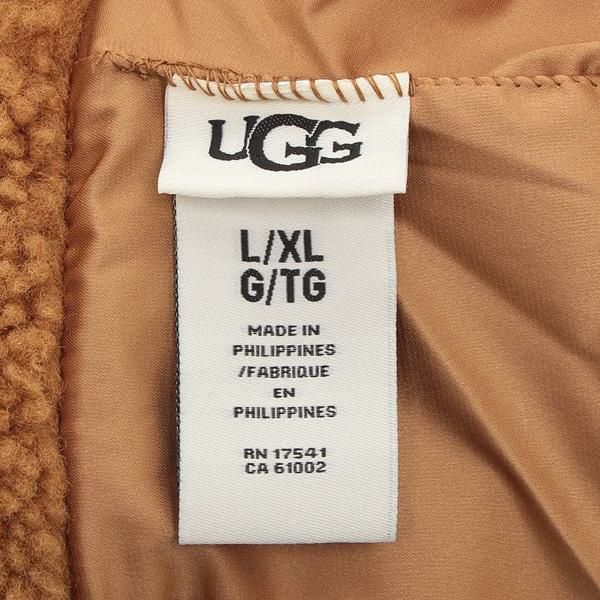 UGG
L/XL
G/TG
MADE IN
PHILIPPINES
/FABRIQUE
EN
PHILIPPINES
RN 17541
CA 61002